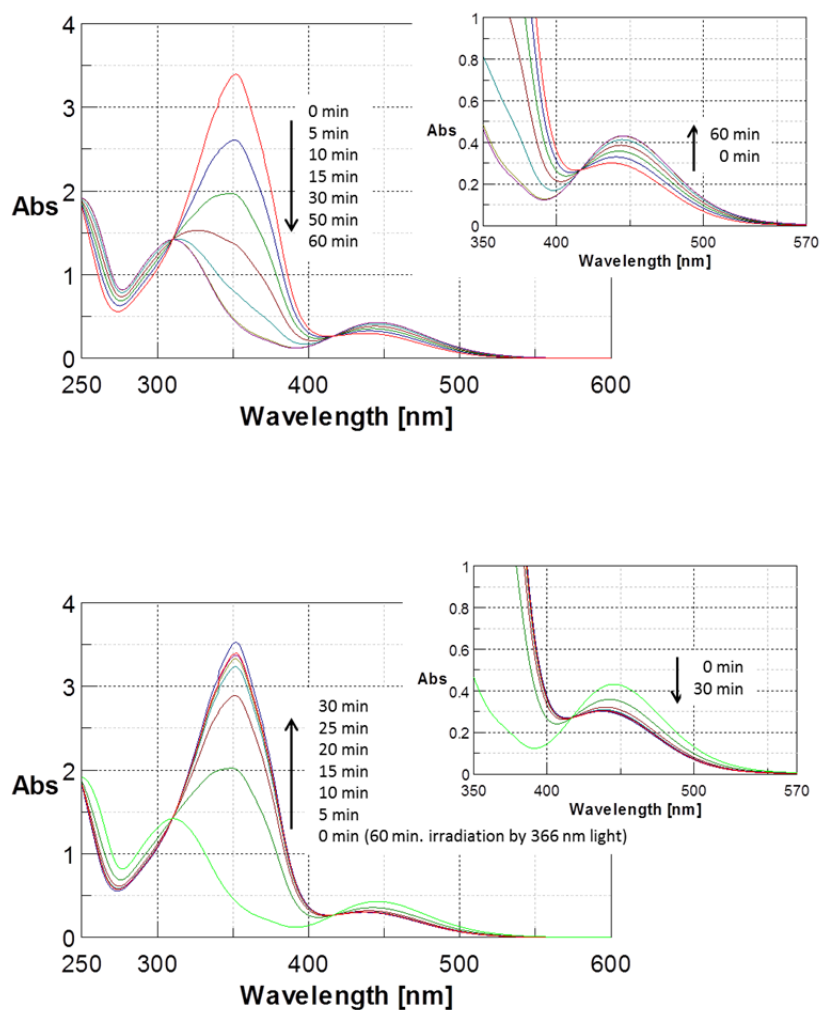 4
3
2
1
0
Abs
250
300
400
500
600
Wavelength [nm]
0 min
5 min
10 min
15 min
30 min
50 min
60 min
1
0.8
0.6
0.4
0.2
0
Abs
350
400
500
570
Wavelength [nm]
60 min
0 min
4
3
2
1
0
Abs
250
300
400
500
600
Wavelength [nm]
30 min
25 min
20 min
15 min
10 min
5 min
0 min (60 min. irradiation by 366 nm light)
1
0.8
0.6
0.4
0.2
0
Abs
350
400
500
570
Wavelength [nm]
0 min
30 min